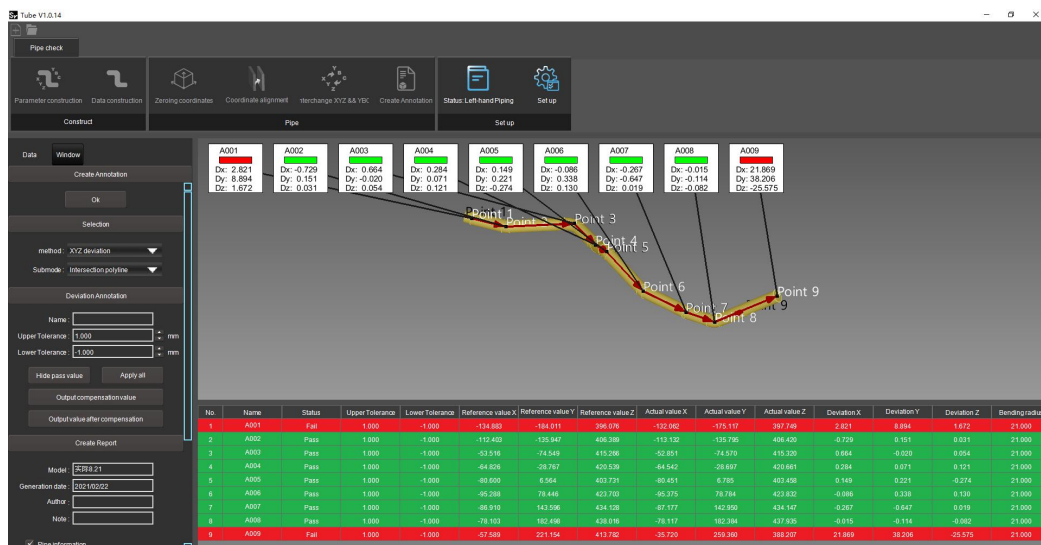 Tube V1.0.14
Pipe check
Parameter construction Data construction Zeroing coordinates Coordinate alignment nterchange XYZ && YBC Create Annotation Status: Left-hand Piping Set up
Construct Pipe Set up
Data Window
Create Annotation
Ok
Selection
method: XYZ deviation
Submode: Intersection polyline
Deviation Annotation
Name:
Upper Tolerance: 1.000 mm
Lower Tolerance: -1.000 mm
Hide pass value Apply all
Output compensation value
Output value after compensation
Create Report
Model: 实际8.21
Generation date: 2021/02/22
Author:
Note:
Pipe information
A001 A002 A003 A004 A005 A006 A007 A008 A009
Dx: 2.821 Dx: -0.729 Dx: 0.664 Dx: 0.284 Dx: 0.149 Dx: -0.086 Dx: -0.267 Dx: -0.015 Dx: 21.869
Dy: 8.894 Dy: 0.151 Dy: -0.020 Dy: 0.071 Dy: 0.221 Dy: 0.338 Dy: -0.647 Dy: -0.114 Dy: 38.206
Dz: 1.672 Dz: 0.031 Dz: 0.054 Dz: 0.121 Dz: -0.274 Dz: 0.130 Dz: 0.019 Dz: -0.082 Dz: -25.575
Point 1
Point 3
Point 4
Point 5
Point 6
Point 7
Point 8
Point 9
No. Name Status Upper Tolerance Lower Tolerance Reference value X Reference value Y Reference value Z Actual value X Actual value Y Actual value Z Deviation X Deviation Y Deviation Z Bending radiu
1 A001 Fail 1.000 -1.000 -134.883 -184.011 396.076 -132.062 -175.117 397.749 2.821 8.894 1.672 21.000
2 A002 Pass 1.000 -1.000 -112.403 -135.947 406.389 -113.132 -135.795 406.420 -0.729 0.151 0.031 21.000
3 A003 Pass 1.000 -1.000 -53.516 -74.549 415.266 -52.851 -74.570 415.320 0.664 -0.020 0.054 21.000
4 A004 Pass 1.000 -1.000 -64.826 -28.767 420.539 -64.542 -28.697 420.661 0.284 0.071 0.121 21.000
5 A005 Pass 1.000 -1.000 -80.600 6.564 403.731 -80.451 6.785 403.458 0.149 0.221 -0.274 21.000
6 A006 Pass 1.000 -1.000 -95.288 78.446 423.703 -95.375 78.784 423.832 -0.086 0.338 0.130 21.000
7 A007 Pass 1.000 -1.000 -86.910 143.596 434.128 -87.177 142.950 434.147 -0.267 -0.647 0.019 21.000
8 A008 Pass 1.000 -1.000 -78.103 182.498 438.016 -78.117 182.384 437.935 -0.015 -0.114 -0.082 21.000
9 A009 Fail 1.000 -1.000 -57.589 221.154 413.782 -35.720 259.360 388.207 21.869 38.206 -25.575 21.000